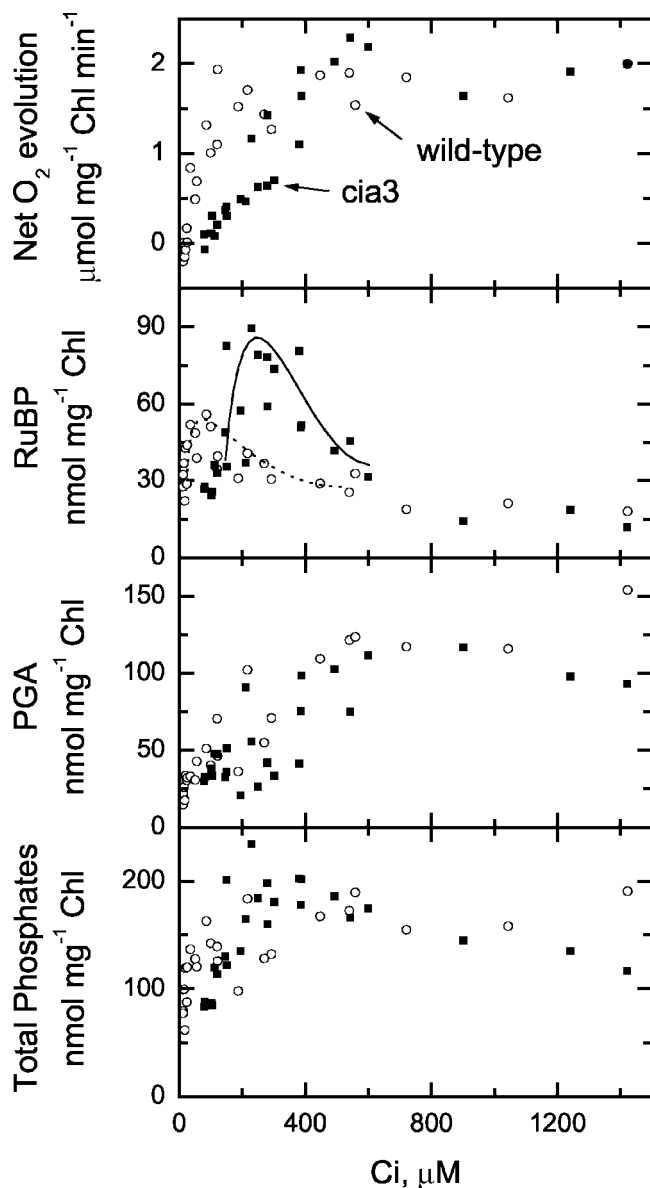 Net O₂ evolution
μmol mg⁻¹ Chl min⁻¹
2
1
0
wild-type
cia3
RuBP
nmol mg⁻¹ Chl
90
60
30
0
PGA
nmol mg⁻¹ Chl
150
100
50
0
Total Phosphates
nmol mg⁻¹ Chl
200
100
0
0 400 800 1200
Ci, μM